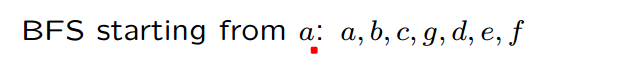 BFS starting from a: a, b, c, g, d, e, f